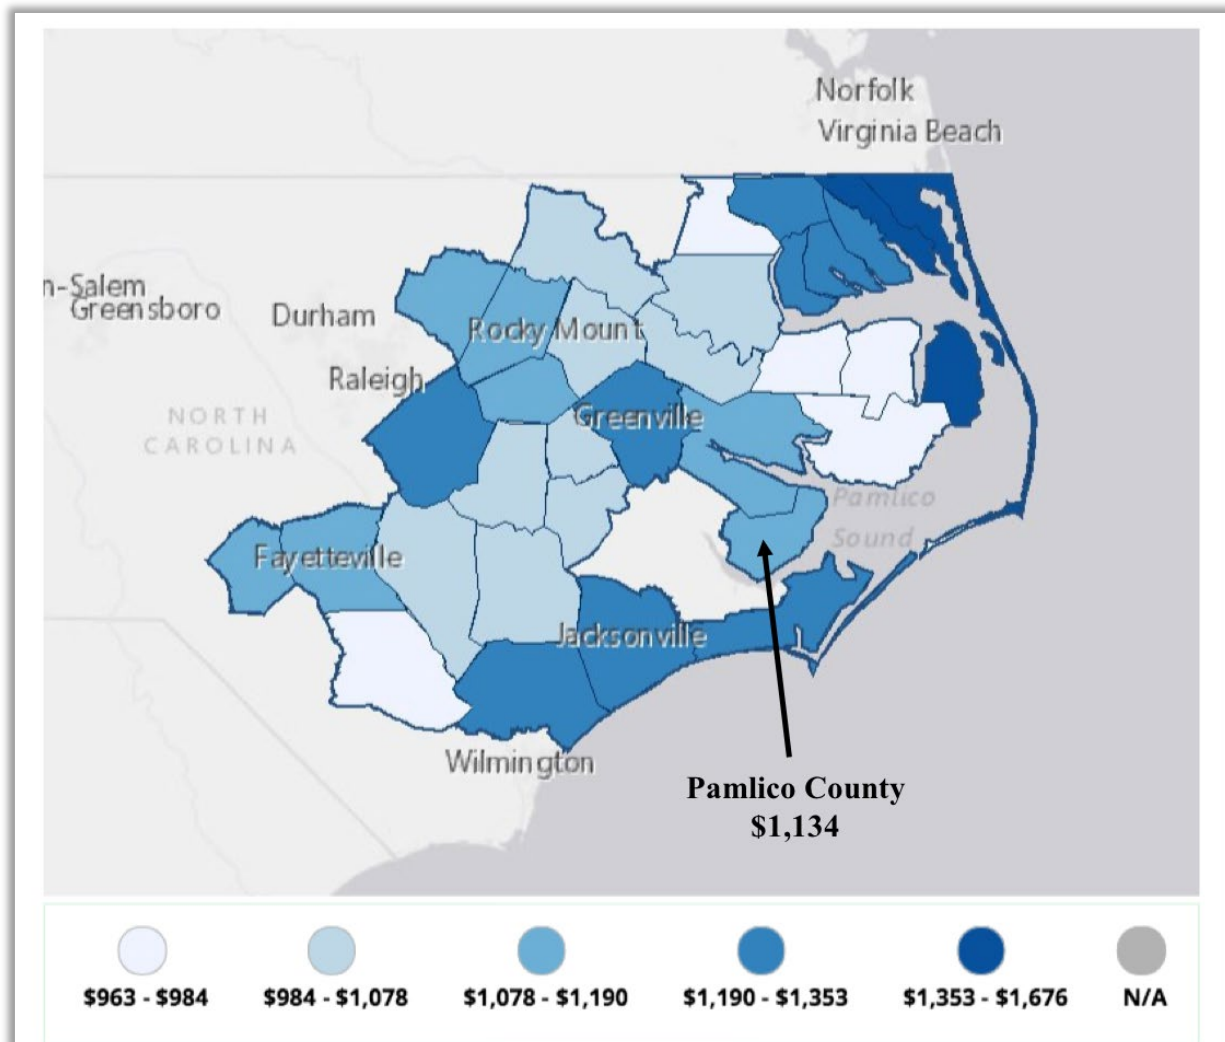 Norfolk
Virginia Beach
n-Salem
Greensboro
Durham
Rocky Mount
Raleigh
NORTH
CAROLINA
Greenville
Pamlico
Sound
Fayetteville
Jacksonville
Wilmington
Pamlico County
$1,134
$963 - $984
$984 - $1,078
$1,078 - $1,190
$1,190 - $1,353
$1,353 - $1,676
N/A